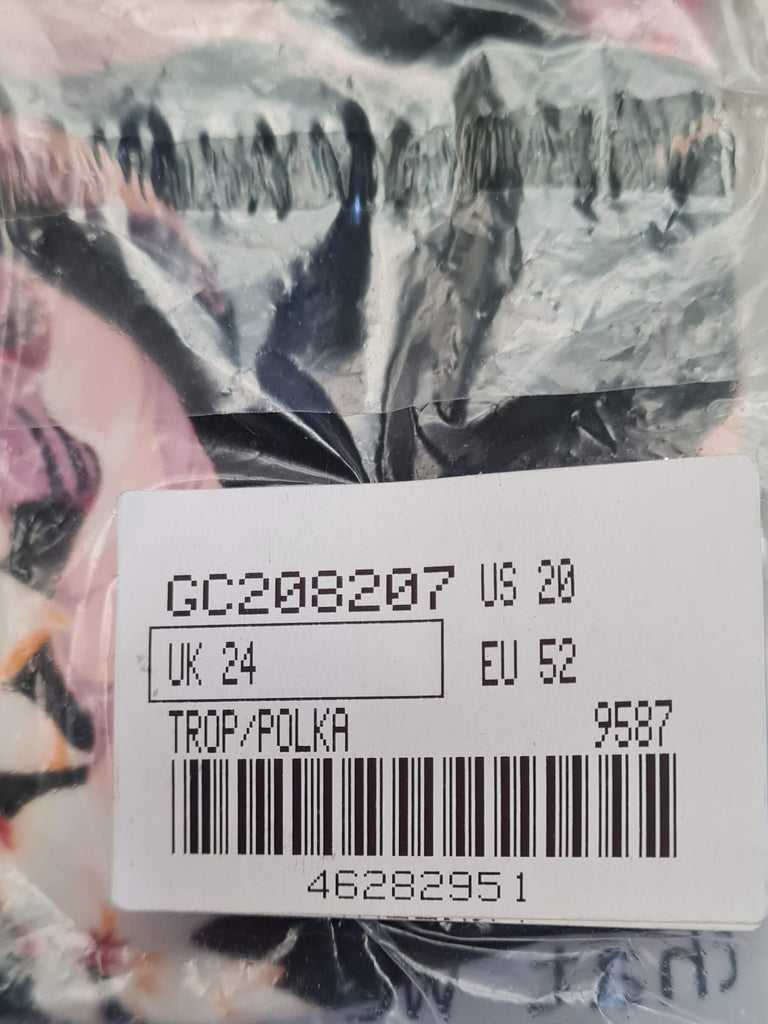 GC208207 US 20
UK 24 EU 52
TROP/POLKA 9587
46282951